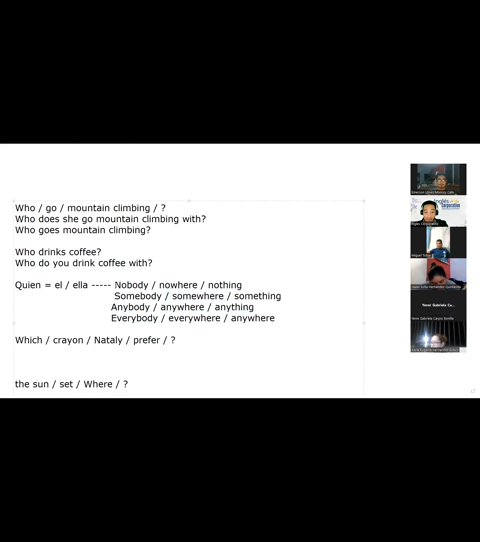 Who / go / mountain climbing / ?
Who does she go mountain climbing with?
Who goes mountain climbing?
Who drinks coffee?
Who do you drink coffee with?
Quien = el / ella ----- Nobody / nowhere / nothing
Somebody / somewhere / something
Anybody / anywhere / anything
Everybody / everywhere / anywhere
Which / crayon / Nataly / prefer / ?
the sun / set / Where / ?
Inglés
Corporative